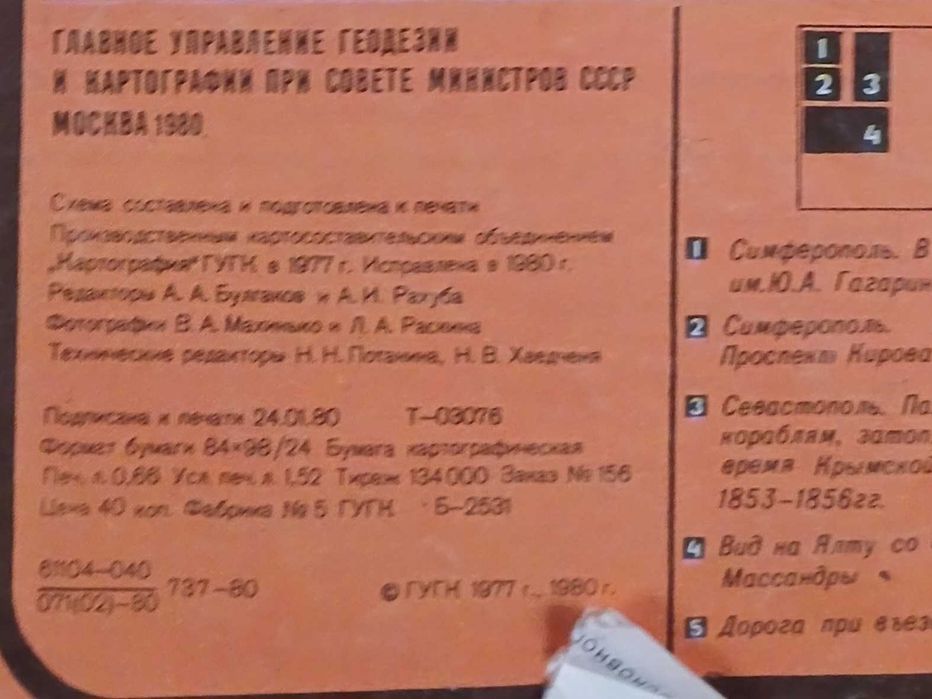 ГЛАВНОЕ УПРАВЛЕНИЕ ГЕОДЕЗИИ
И КАРТОГРАФИИ ПРИ СОВЕТЕ МИНИСТРОВ СССР
МОСКВА 1980
Схема составлена и подготовлена к печати
Производственным картосоставительским объединением
„Картография" ГУГК в 1977 г. Исправлена в 1980 г.
Редакторы А. А. Булгаков и А. И. Рахуба
Фотографии В. А. Махинько и Л. А. Раскина
Технические редакторы Н. Н. Потанина, Н. В. Хведченя
Подписана к печати 24.01.80 Т-03076
Формат бумаги 84×98/24 Бумага картографическая
Печ. л. 0,66 Усл. печ. л. 1,52 Тираж 134000 Заказ № 156
Цена 40 коп. Фабрика № 5 ГУГК Б-2531
61104-040
071(02)-80 737-80
© ГУГК 1977 г., 1980 г.
1
2 3
4
1 Симферополь. В
им. Ю.А. Гагарин
2 Симферополь.
Проспект Кирова
3 Севастополь. Па
кораблям, затоп
время Крымской
1853-1856гг.
4 Вид на Ялту со
Массандры
5 Дорога при въез